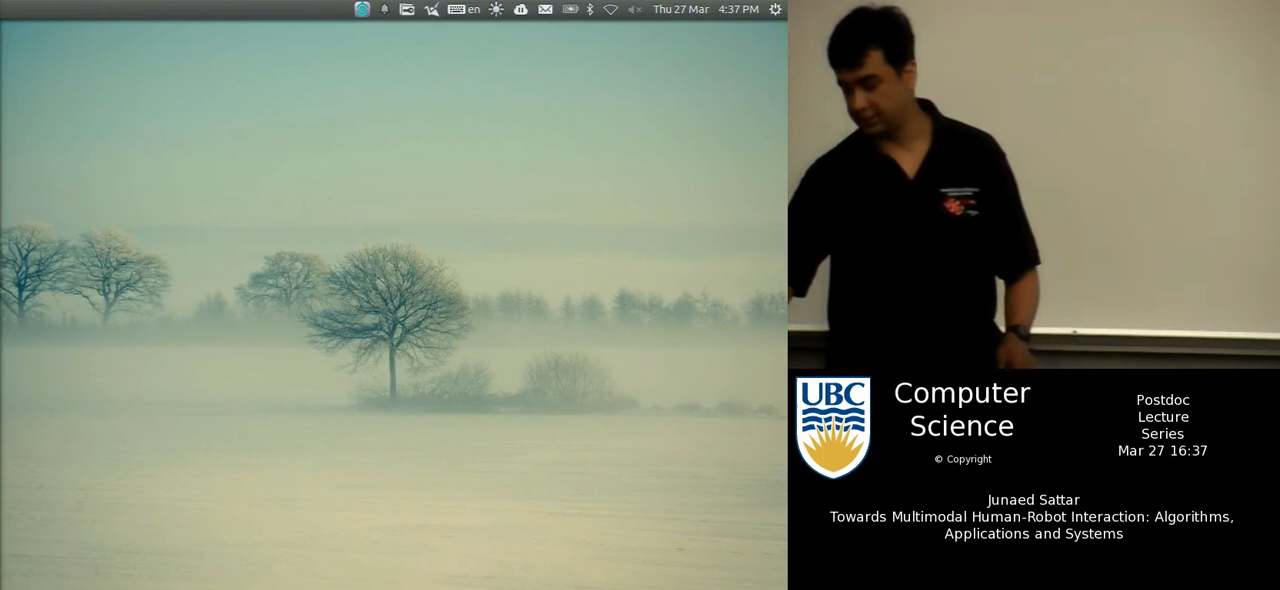 en Thu 27 Mar 4:37 PM
UBC
Computer
Science
© Copyright
Postdoc
Lecture
Series
Mar 27 16:37
Junaed Sattar
Towards Multimodal Human-Robot Interaction: Algorithms,
Applications and Systems